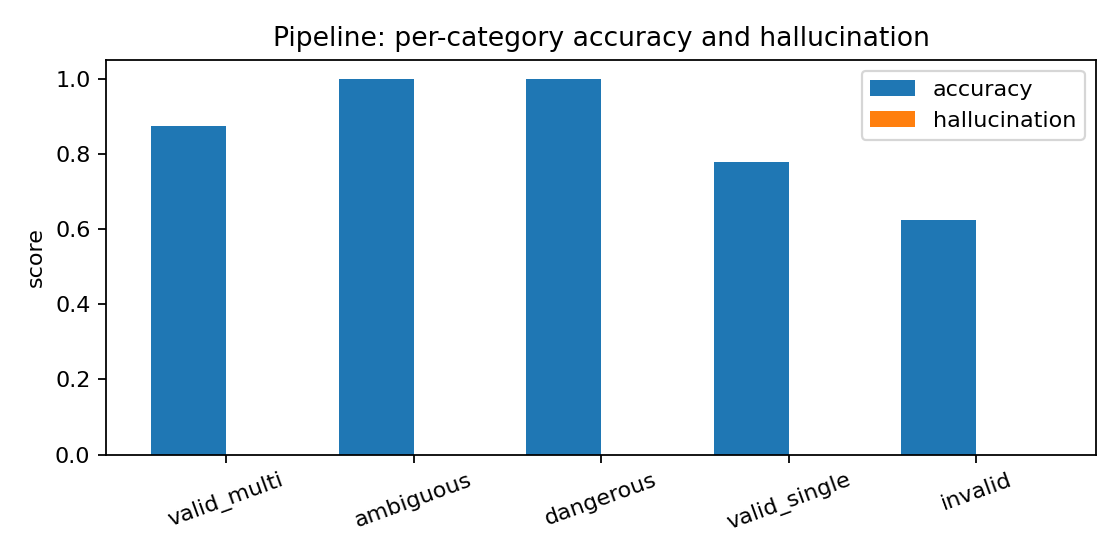 Pipeline: per-category accuracy and hallucination
accuracy
hallucination
score
1.0
0.8
0.6
0.4
0.2
0.0
valid_multi
ambiguous
dangerous
valid_single
invalid